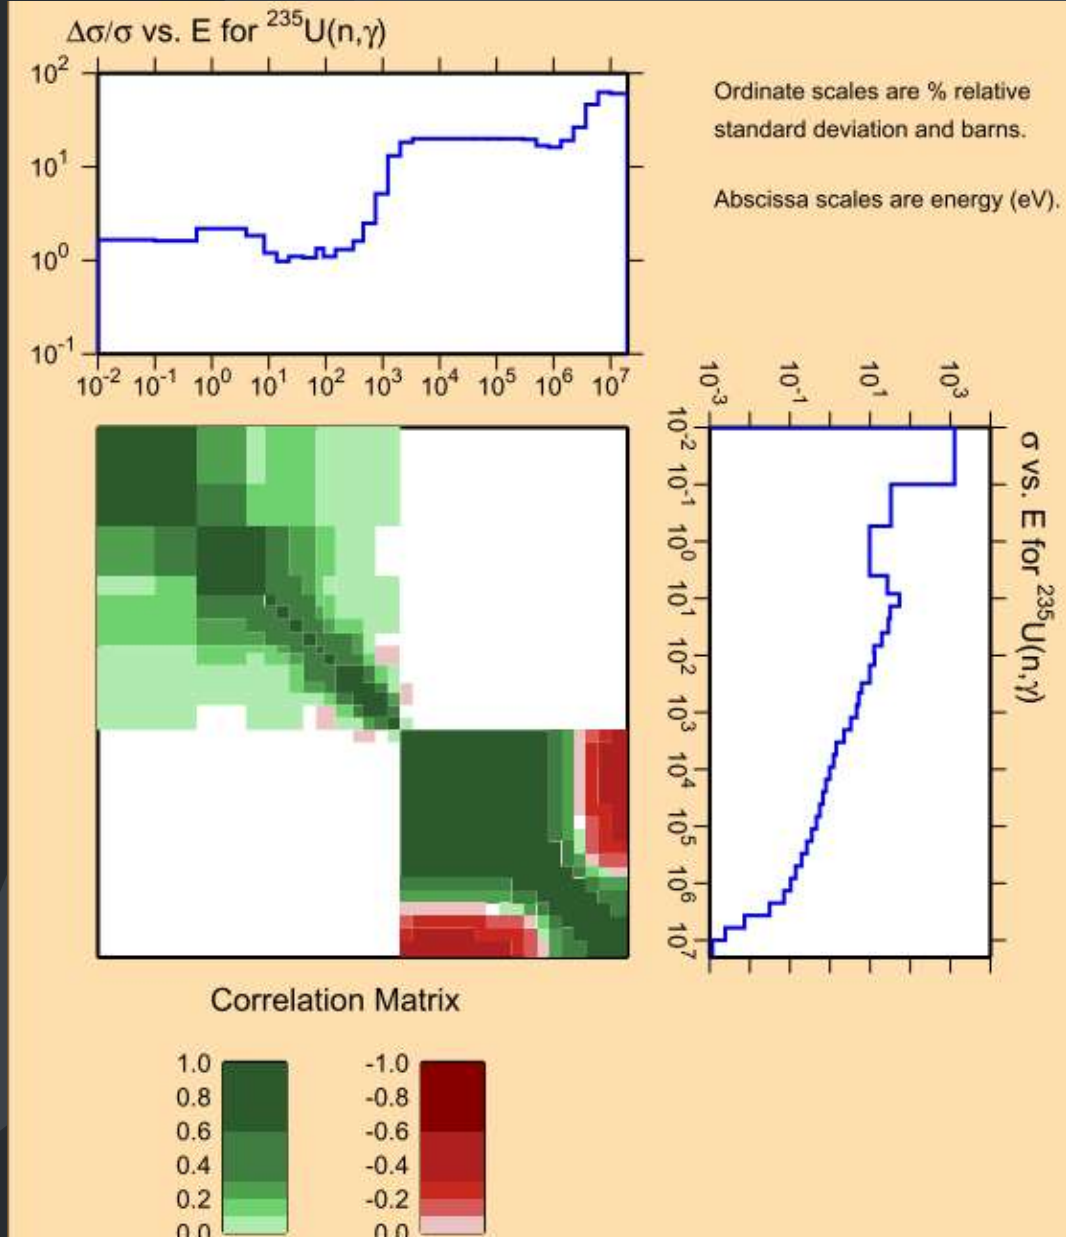 Δσ/σ vs. E for ²³⁵U(n,γ)
10²
10¹
10⁰
10⁻¹
10⁻² 10⁻¹ 10⁰ 10¹ 10² 10³ 10⁴ 10⁵ 10⁶ 10⁷
Ordinate scales are % relative
standard deviation and barns.
Abscissa scales are energy (eV).
10⁻³ 10⁻¹ 10¹ 10³
10⁻²
10⁻¹
10⁰
10¹
10²
10³
10⁴
10⁵
10⁶
10⁷
σ vs. E for ²³⁵U(n,γ)
Correlation Matrix
1.0 -1.0
0.8 -0.8
0.6 -0.6
0.4 -0.4
0.2 -0.2
0.0 0.0